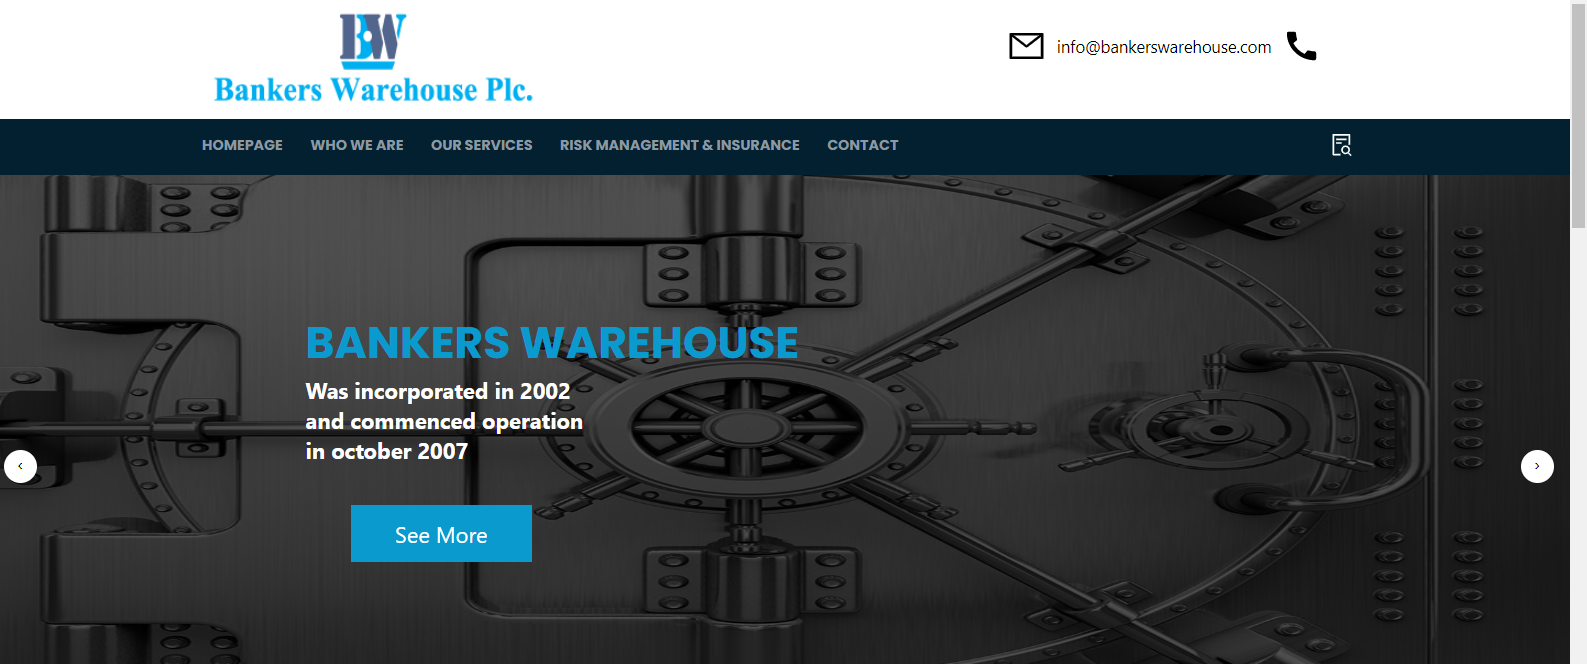 BW
Bankers Warehouse Plc.
info@bankerswarehouse.com
HOMEPAGE WHO WE ARE OUR SERVICES RISK MANAGEMENT & INSURANCE CONTACT
BANKERS WAREHOUSE
Was incorporated in 2002
and commenced operation
in october 2007
See More